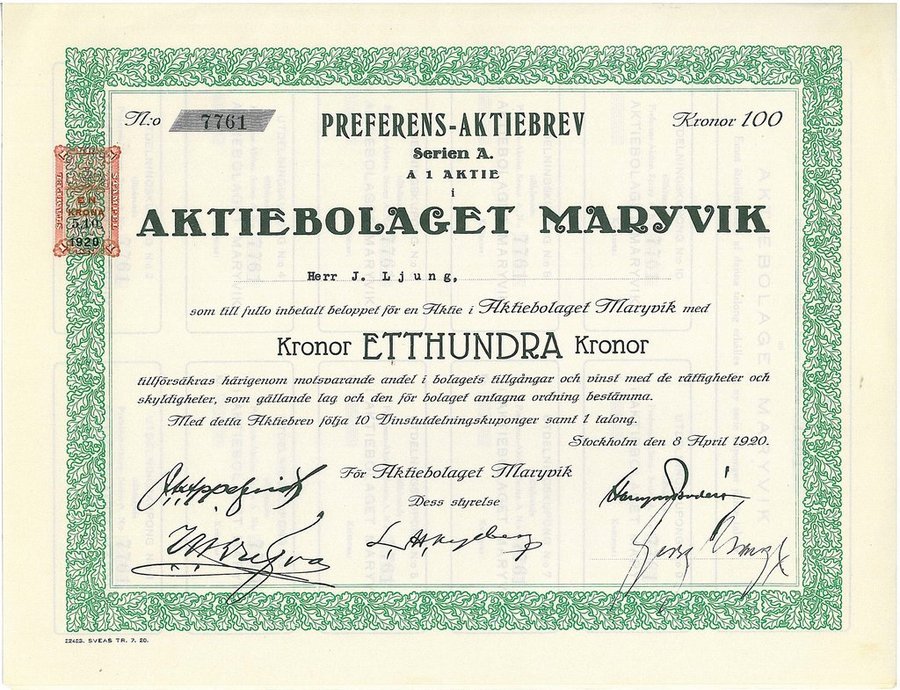 N:o 7761
PREFERENS-AKTIEBREV
Kronor 100
Serien A.
A 1 AKTIE
i
AKTIEBOLAGET MARYVIK
EN
KRONA
5.10.
1920
Herr J. Ljung,
som till fullo inbetalt beloppet för en Aktie i Aktiebolaget Maryvik med
Kronor ETTHUNDRA Kronor
tillförsäkras härigenom motsvarande andel i bolagets tillgångar och vinst med de rättigheter och
skyldigheter, som gällande lag och den för bolaget antagna ordning bestämma.
Med detta Aktiebrev följa 10 Vinstutdelningskuponger samt 1 talong.
Stockholm den 8 April 1920.
För Aktiebolaget Maryvik
Dess styrelse
22423. SVEAS TR. 7. 20.